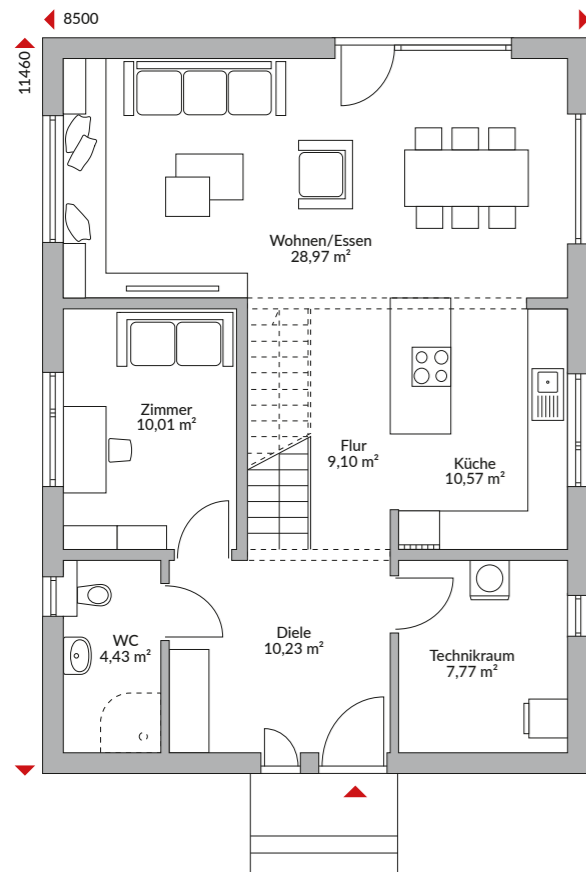 8500
11460
Wohnen/Essen
28,97 m²
Zimmer
10,01 m²
Flur
9,10 m²
Küche
10,57 m²
WC
4,43 m²
Diele
10,23 m²
Technikraum
7,77 m²